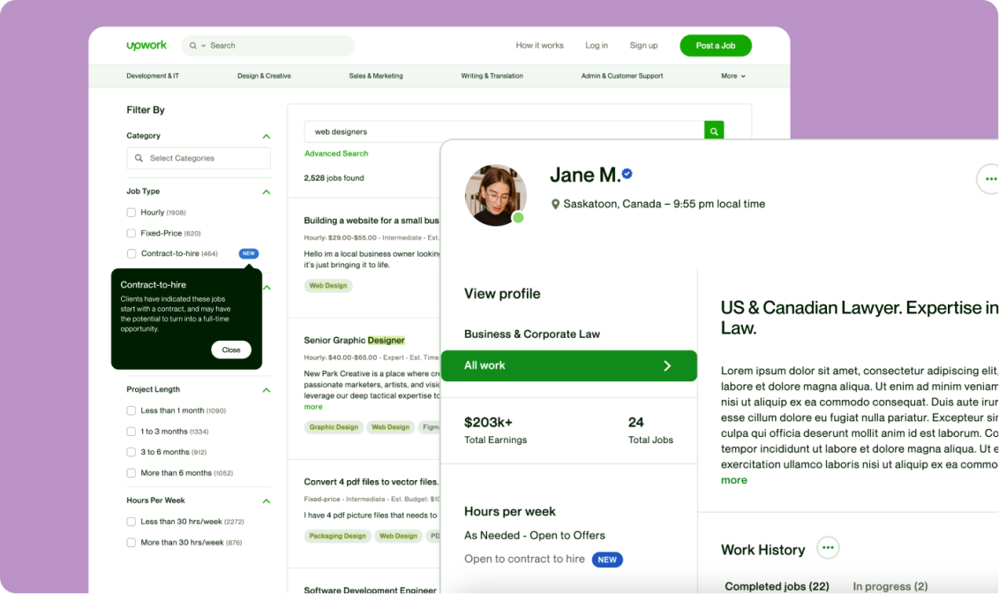 upwork
Search
How it works
Log in
Sign up
Post a Job
Development & IT
Design & Creative
Sales & Marketing
Writing & Translation
Admin & Customer Support
More
Filter By
Category
Select Categories
Job Type
Hourly (1908)
Fixed-Price (620)
Contract-to-hire (464)
NEW
Contract-to-hire
Clients have indicated these jobs
start with a contract, and may have
the potential to turn into a full-time
opportunity.
Close
Project Length
Less than 1 month (1090)
1 to 3 months (1334)
3 to 6 months (912)
More than 6 months (1052)
Hours Per Week
Less than 30 hrs/week (2272)
More than 30 hrs/week (876)
web designers
Advanced Search
2,528 jobs found
Building a website for a small bus
Hourly: $29.00-$55.00 - Intermediate - Est.
Hello im a local business owner lookin
it's just bringing it to life.
Web Design
Senior Graphic Designer
Hourly: $40.00-$65.00 - Expert - Est. Time
New Park Creative is a place where cre
passionate marketers, artists, and visi
leverage our deep tactical expertise to
more
Graphic Design
Web Design
Figm
Convert 4 pdf files to vector files.
Fixed-price - Intermediate - Est. Budget: $10
I have 4 pdf picture files that needs to
Packaging Design
Web Design
PD
Software Development Engineer
Jane M.
Saskatoon, Canada – 9:55 pm local time
View profile
Business & Corporate Law
All work
$203k+
Total Earnings
24
Total Jobs
Hours per week
As Needed - Open to Offers
Open to contract to hire
NEW
US & Canadian Lawyer. Expertise in
Law.
Lorem ipsum dolor sit amet, consectetur adipiscing elit,
labore et dolore magna aliqua. Ut enim ad minim veniam
nisi ut aliquip ex ea commodo consequat. Duis aute irur
esse cillum dolore eu fugiat nulla pariatur. Excepteur sin
culpa qui officia deserunt mollit anim id est laborum. Co
tempor incididunt ut labore et dolore magna aliqua. Ut e
exercitation ullamco laboris nisi ut aliquip ex ea commo
more
Work History
Completed jobs (22)
In progress (2)